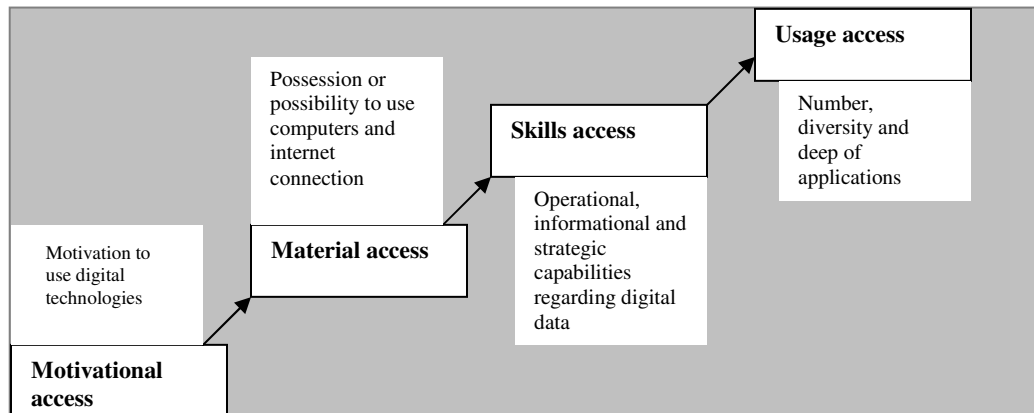 Motivation to
use digital
technologies
Motivational
access
Possession or
possibility to use
computers and
internet
connection
Material access
Skills access
Operational,
informational and
strategic
capabilities
regarding digital
data
Usage access
Number,
diversity and
deep of
applications